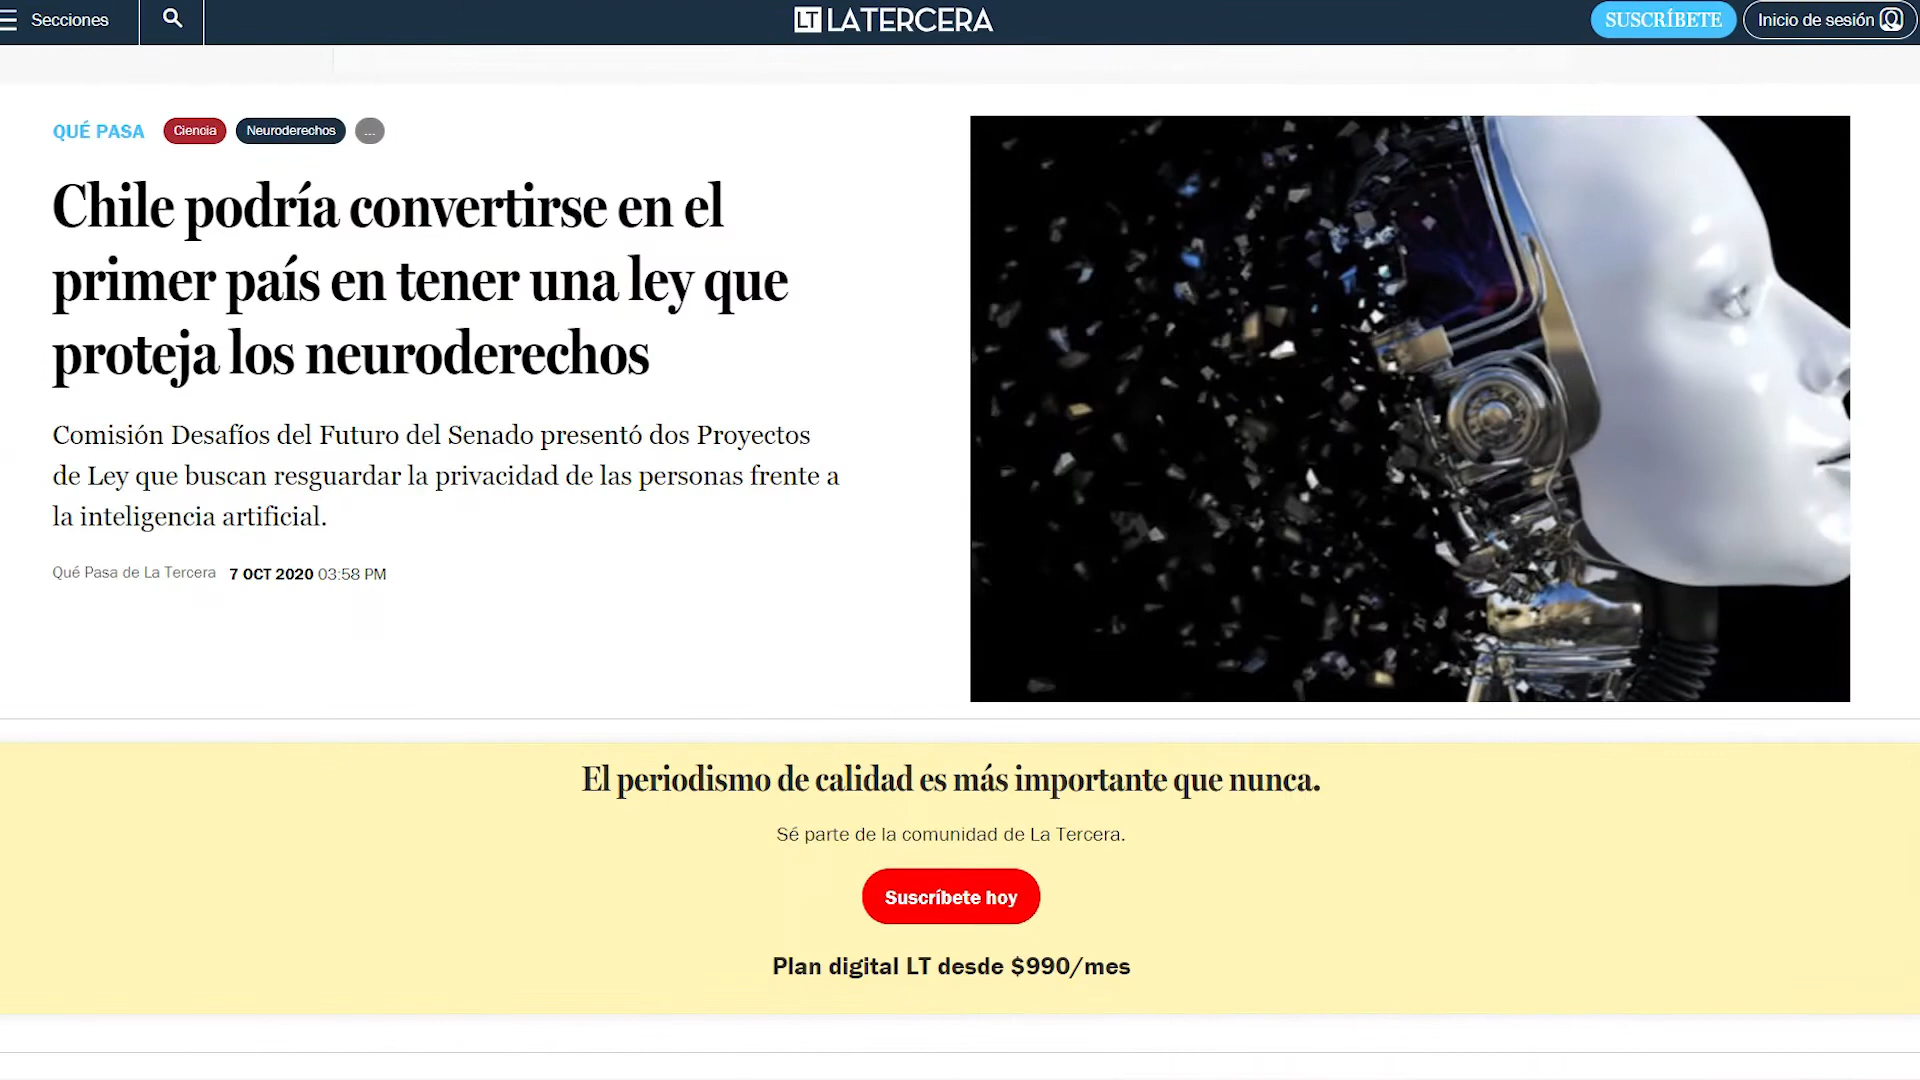 Secciones
LT LATERCERA
SUSCRÍBETE
Inicio de sesión
QUÉ PASA Ciencia Neuroderechos ...
Chile podría convertirse en el
primer país en tener una ley que
proteja los neuroderechos
Comisión Desafíos del Futuro del Senado presentó dos Proyectos
de Ley que buscan resguardar la privacidad de las personas frente a
la inteligencia artificial.
Qué Pasa de La Tercera 7 OCT 2020 03:58 PM
El periodismo de calidad es más importante que nunca.
Sé parte de la comunidad de La Tercera.
Suscríbete hoy
Plan digital LT desde $990/mes